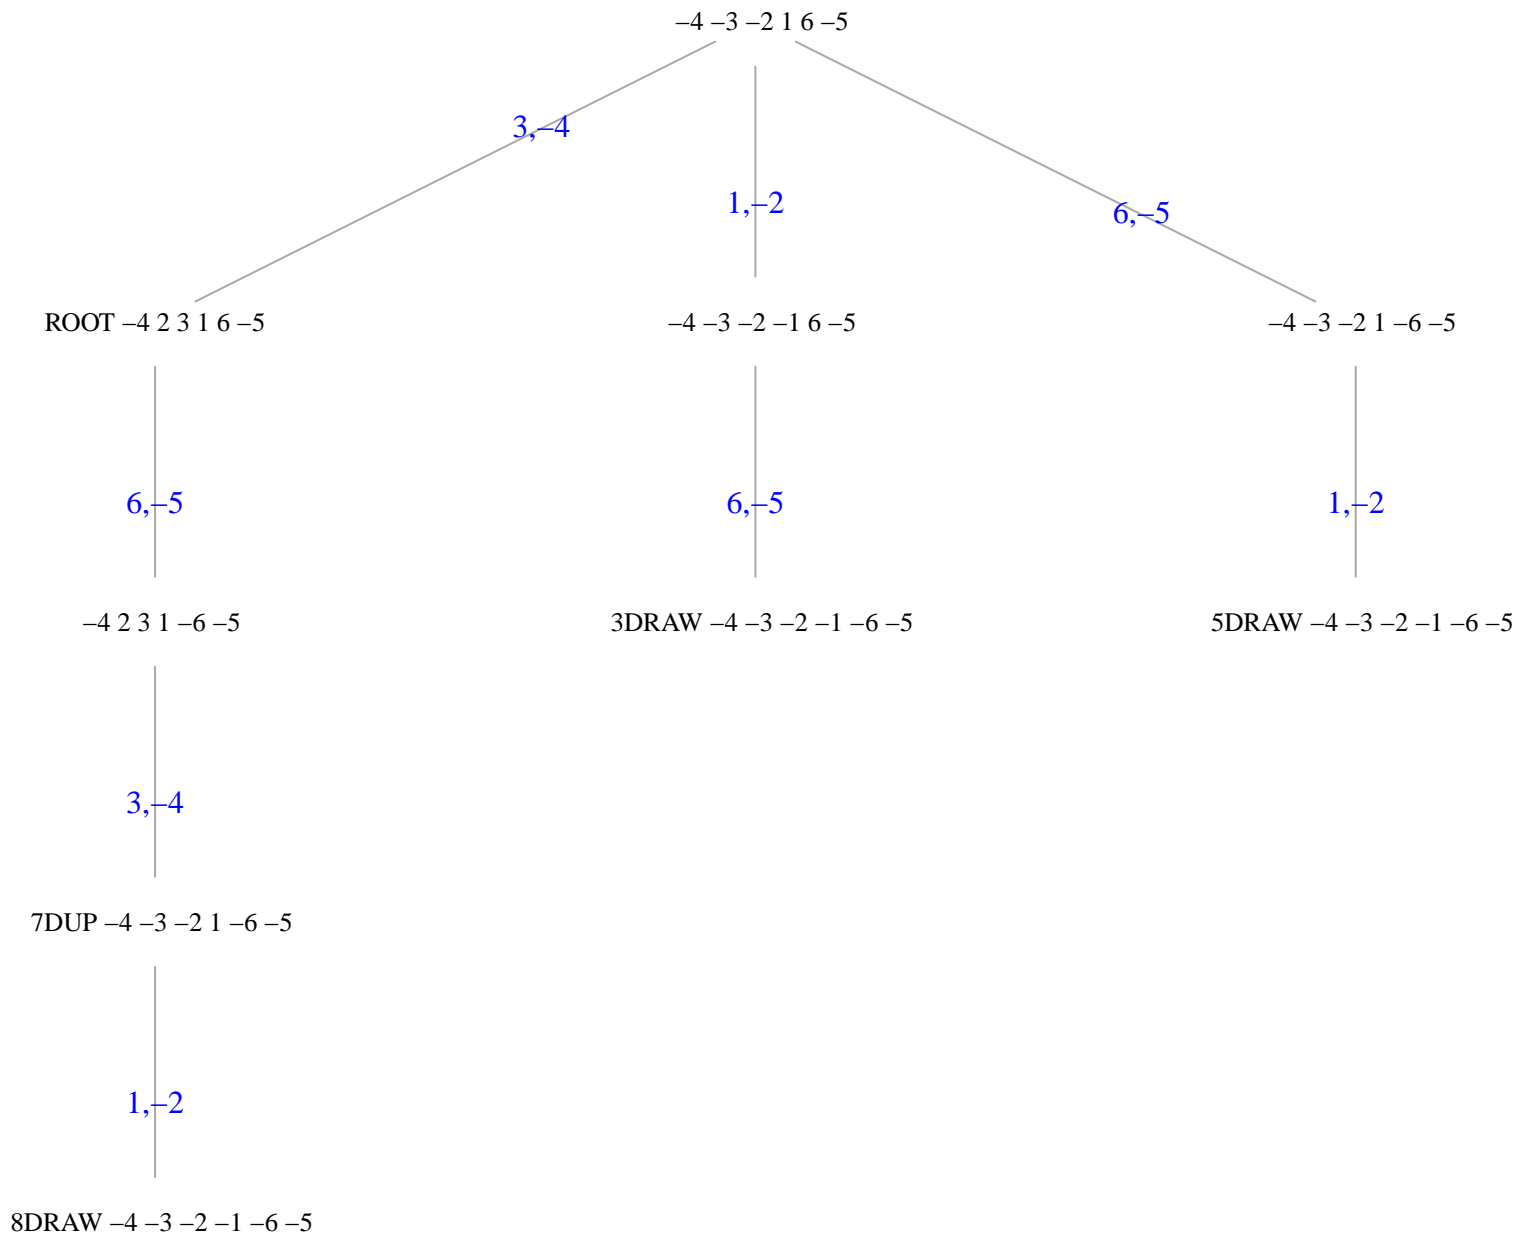 –4 –3 –2 1 6 –5
3,–4
1,–2
6,–5
ROOT –4 2 3 1 6 –5
–4 –3 –2 –1 6 –5
–4 –3 –2 1 –6 –5
6,–5
6,–5
1,–2
–4 2 3 1 –6 –5
3DRAW –4 –3 –2 –1 –6 –5
5DRAW –4 –3 –2 –1 –6 –5
3,–4
7DUP –4 –3 –2 1 –6 –5
1,–2
8DRAW –4 –3 –2 –1 –6 –5